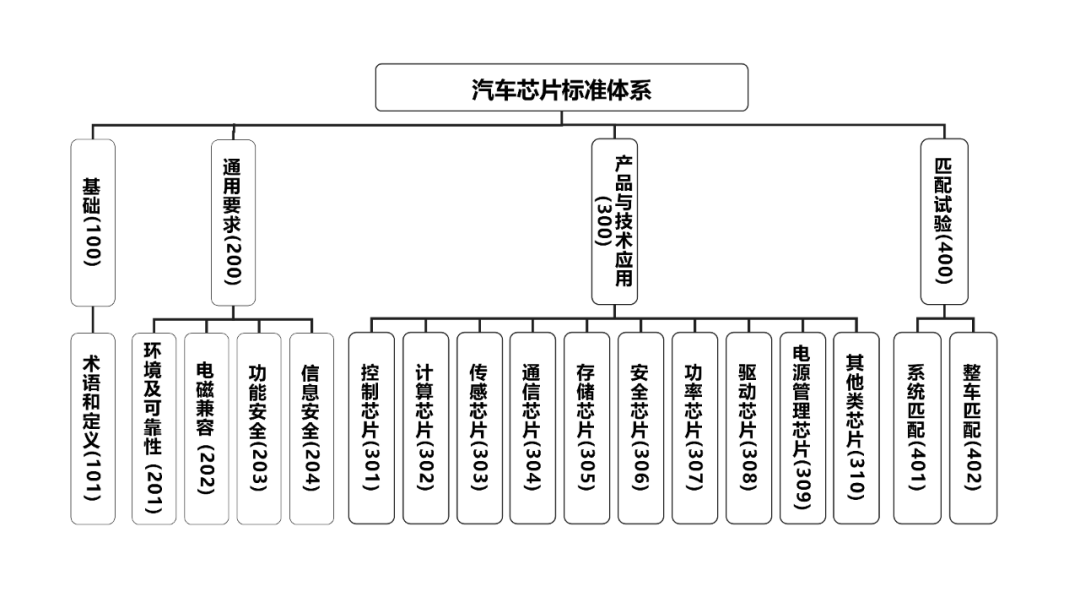 汽车芯片标准体系
基础(100)
通用要求(200)
产品与技术应用
(300)
匹配试验(400)
术语和定义(101)
环境及可靠性 (201)
电磁兼容 (202)
功能安全(203)
信息安全(204)
控制芯片(301)
计算芯片(302)
传感芯片(303)
通信芯片(304)
存储芯片(305)
安全芯片(306)
功率芯片(307)
驱动芯片(308)
电源管理芯片(309)
其他类芯片(310)
系统匹配(401)
整车匹配(402)